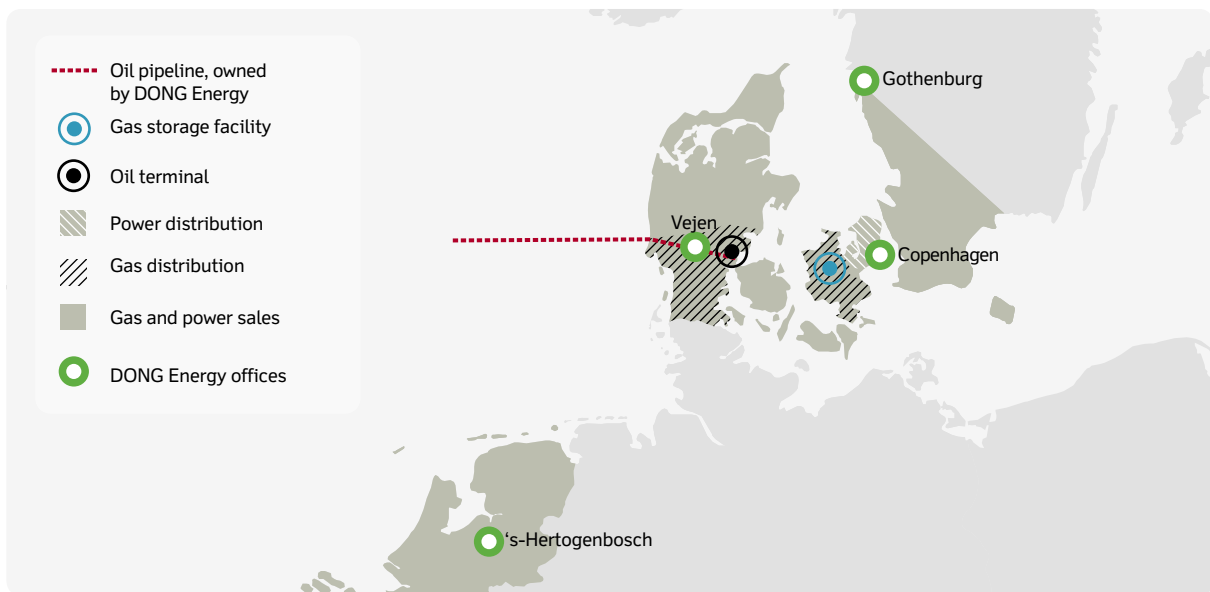 Oil pipeline, owned
by DONG Energy
Gas storage facility
Oil terminal
Power distribution
Gas distribution
Gas and power sales
DONG Energy offices
Gothenburg
Vejen
Copenhagen
‘s-Hertogenbosch